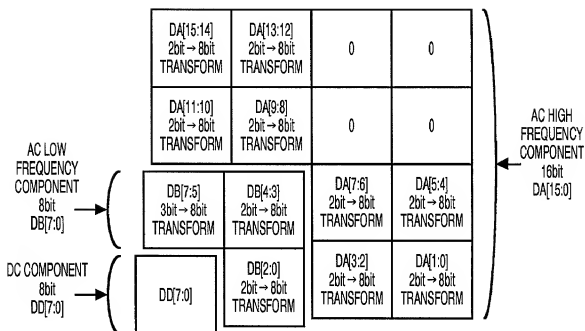 DA[15:14]
2bit→8bit
TRANSFORM
DA[13:12]
2bit→8bit
TRANSFORM
0
0
DA[11:10]
2bit→8bit
TRANSFORM
DA[9:8]
2bit→8bit
TRANSFORM
0
0
AC HIGH
FREQUENCY
COMPONENT
16bit
DA[15:0]
AC LOW
FREQUENCY
COMPONENT
8bit
DB[7:0]
DB[7:5]
3bit→8bit
TRANSFORM
DB[4:3]
2bit→8bit
TRANSFORM
DA[7:6]
2bit→8bit
TRANSFORM
DA[5:4]
2bit→8bit
TRANSFORM
DC COMPONENT
8bit
DD[7:0]
DD[7:0]
DB[2:0]
2bit→8bit
TRANSFORM
DA[3:2]
2bit→8bit
TRANSFORM
DA[1:0]
2bit→8bit
TRANSFORM